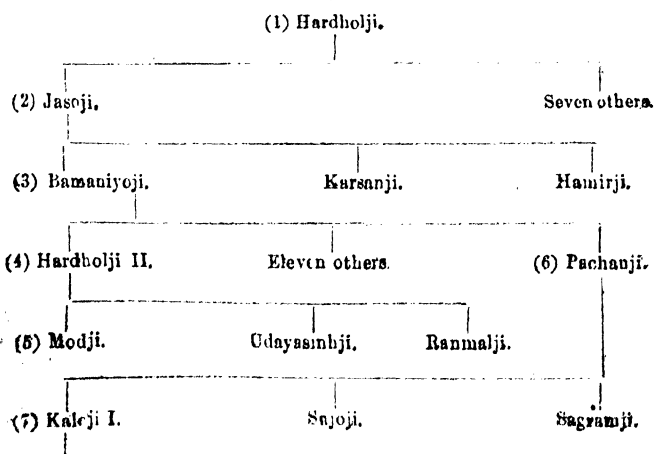 (1) Hardholji.
(2) Jasoji. Seven others.
(3) Bamaniyoji. Karsanji. Hamirji.
(4) Hardholji II. Eleven others. (6) Pachanji.
(5) Modji. Udayasinhji. Ranmalji.
(7) Kaloji I. Sajoji. Sagramji.